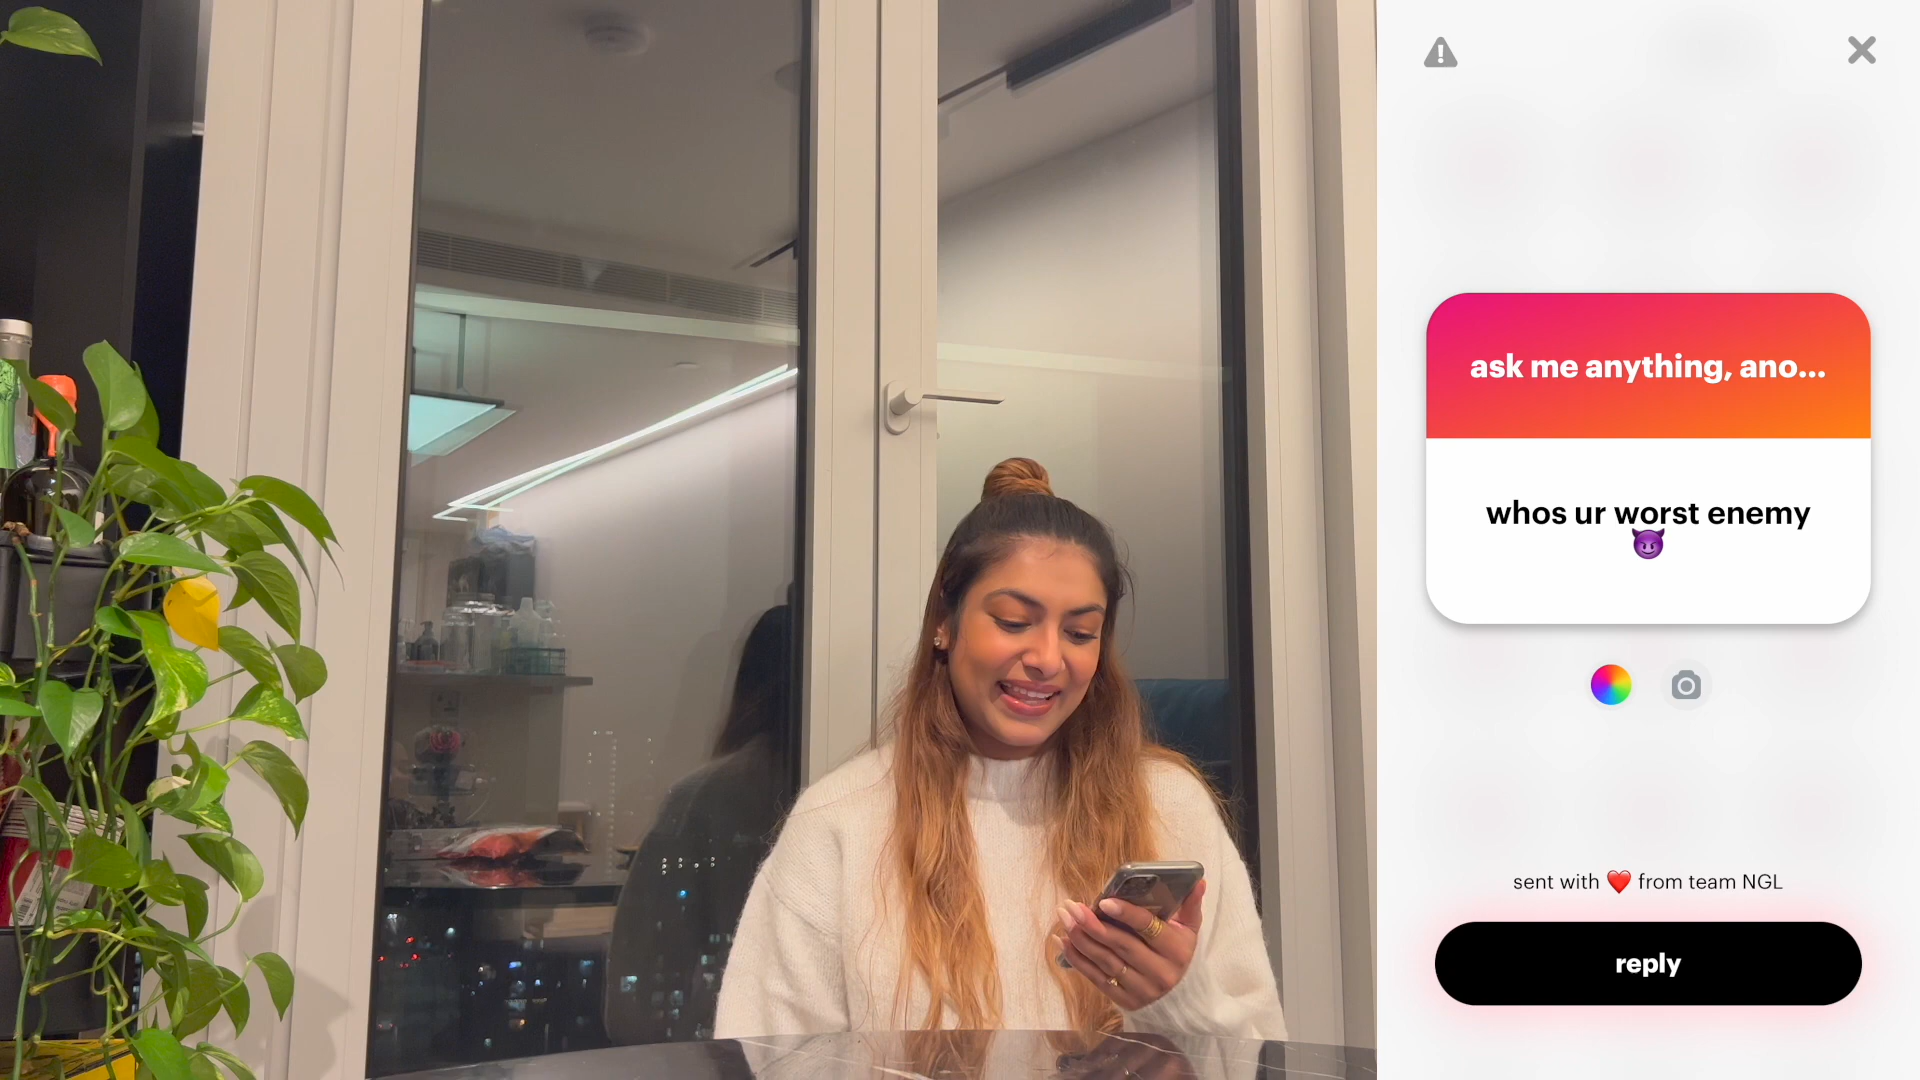 ask me anything, ano...
whos ur worst enemy
😈
sent with ❤️ from team NGL
reply